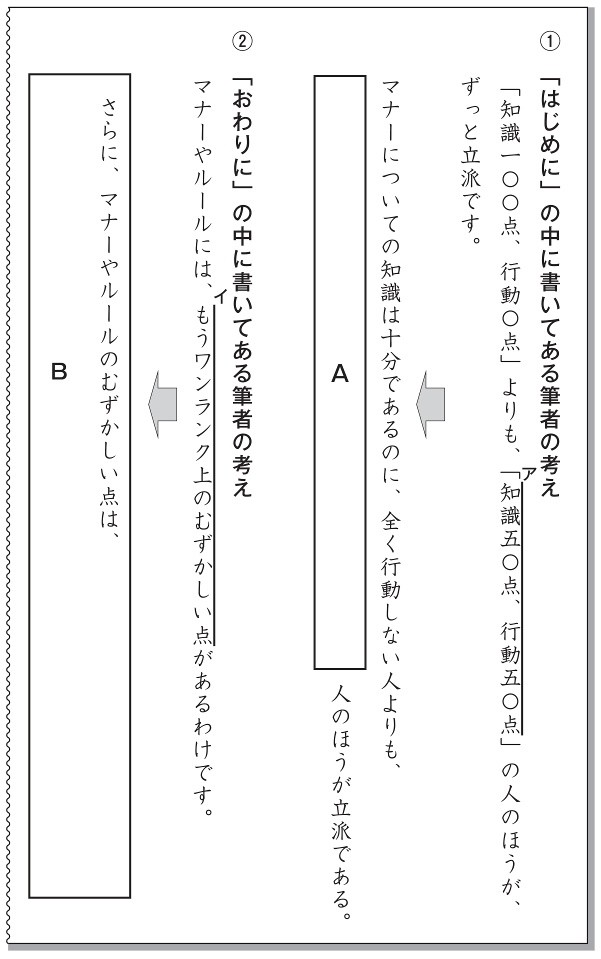 ① 「はじめに」の中に書いてある筆者の考え
「知識一〇〇点、行動〇点」よりも、「知識五〇点、行動五〇点」の人のほうが、
ア
ずっと立派です。
マナーについての知識は十分であるのに、全く行動しない人よりも、
A 人のほうが立派である。
② 「おわりに」の中に書いてある筆者の考え
マナーやルールには、もうワンランク上のむずかしい点があるわけです。
イ
さらに、マナーやルールのむずかしい点は、
B